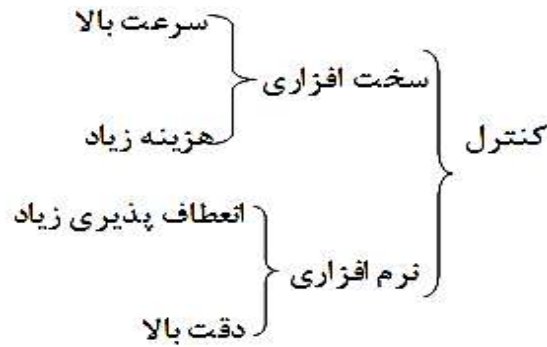 کنترل
سخت افزاری
سرعت بالا
هزینه زیاد
نرم افزاری
انعطاف پذیری زیاد
دقت بالا